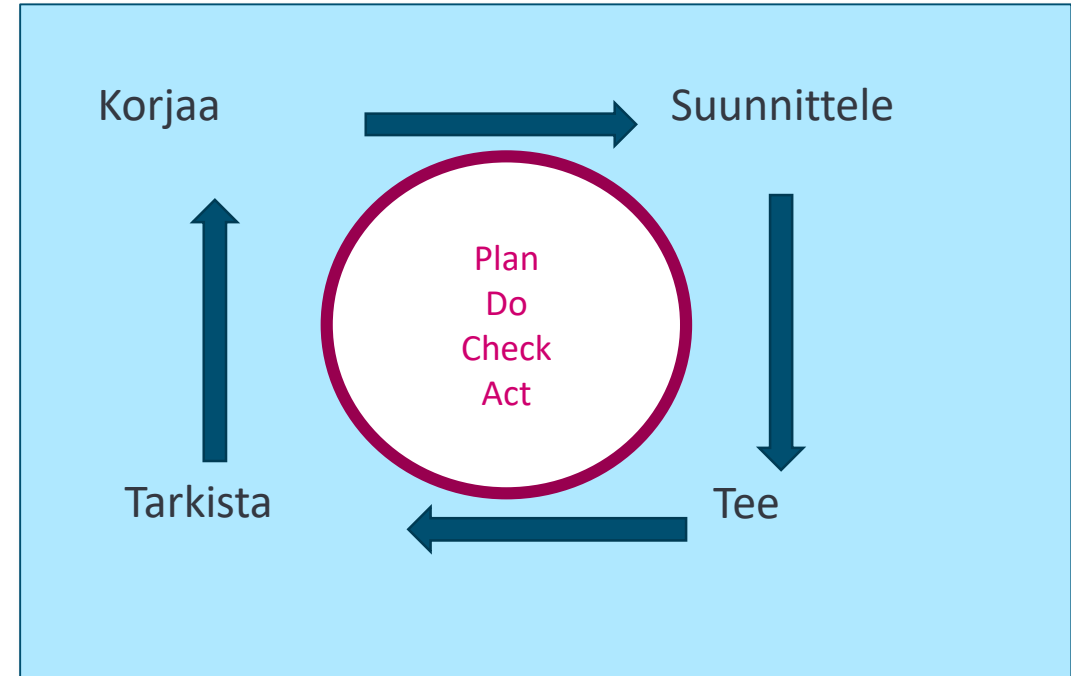 Korjaa
Suunnittele
Plan
Do
Check
Act
Tarkista
Tee